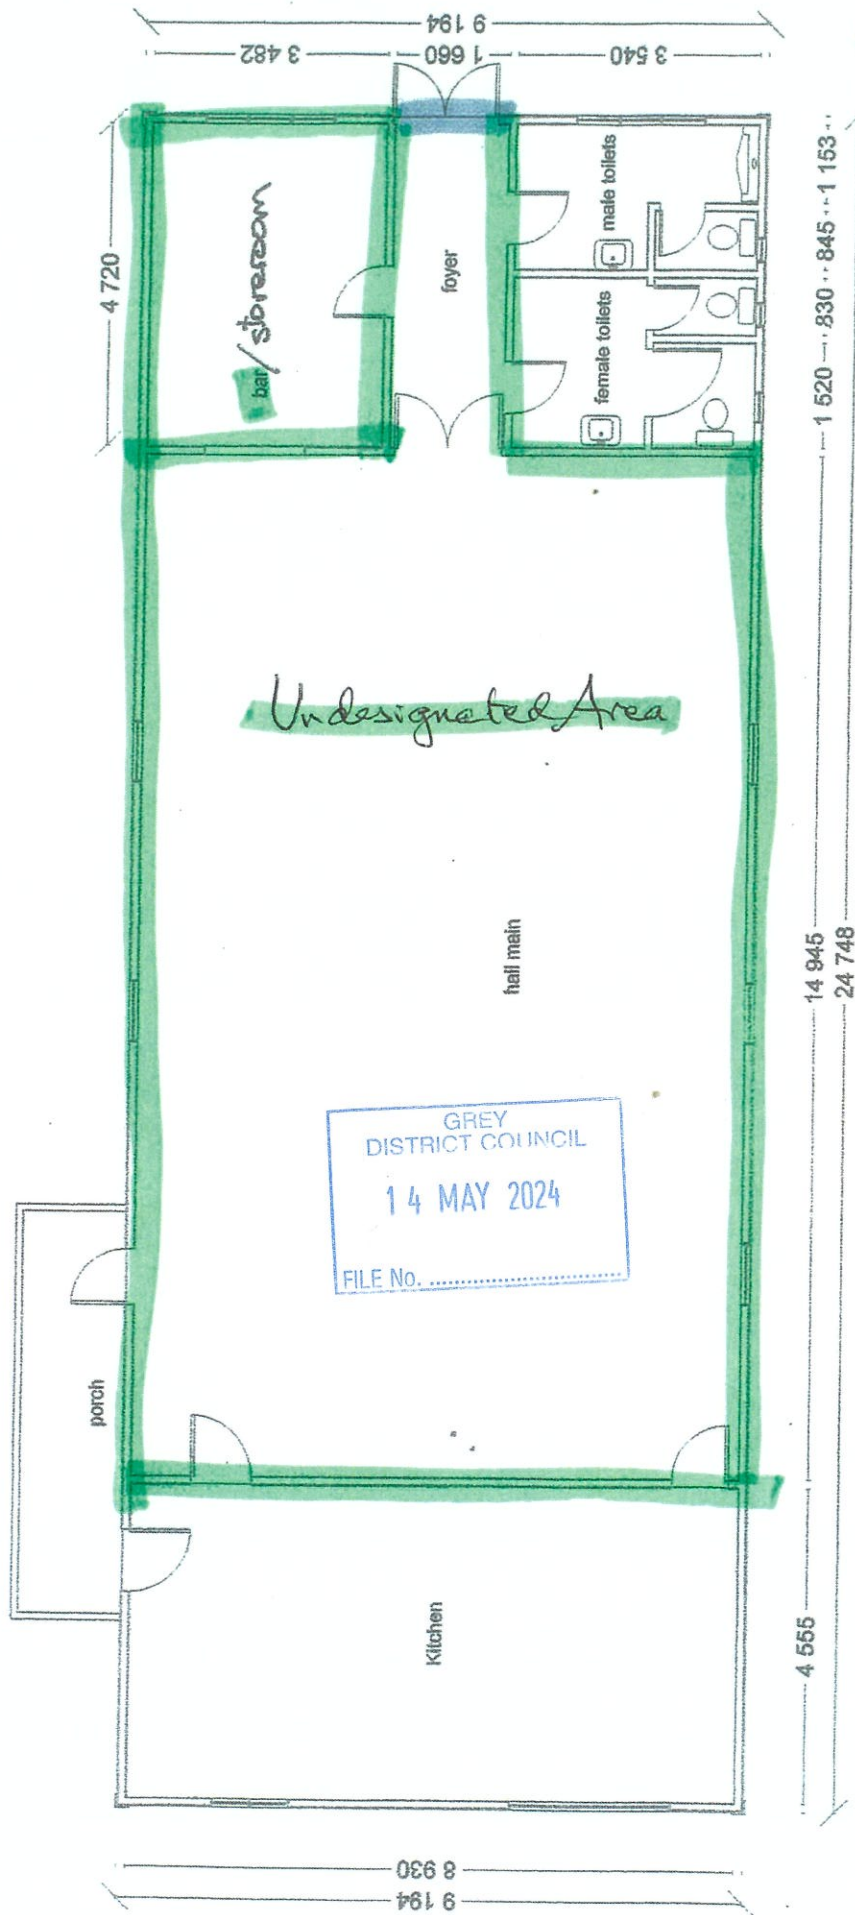 9 194
3 482
1 660
3 540
4 720
bar/storeroom
foyer
male toilets
female toilets
1 520
830
845
1 153
Undesignated Area
hall main
14 945
24 748
GREY
DISTRICT COUNCIL
14 MAY 2024
FILE No. ..............................
porch
Kitchen
4 555
8 930
9 194